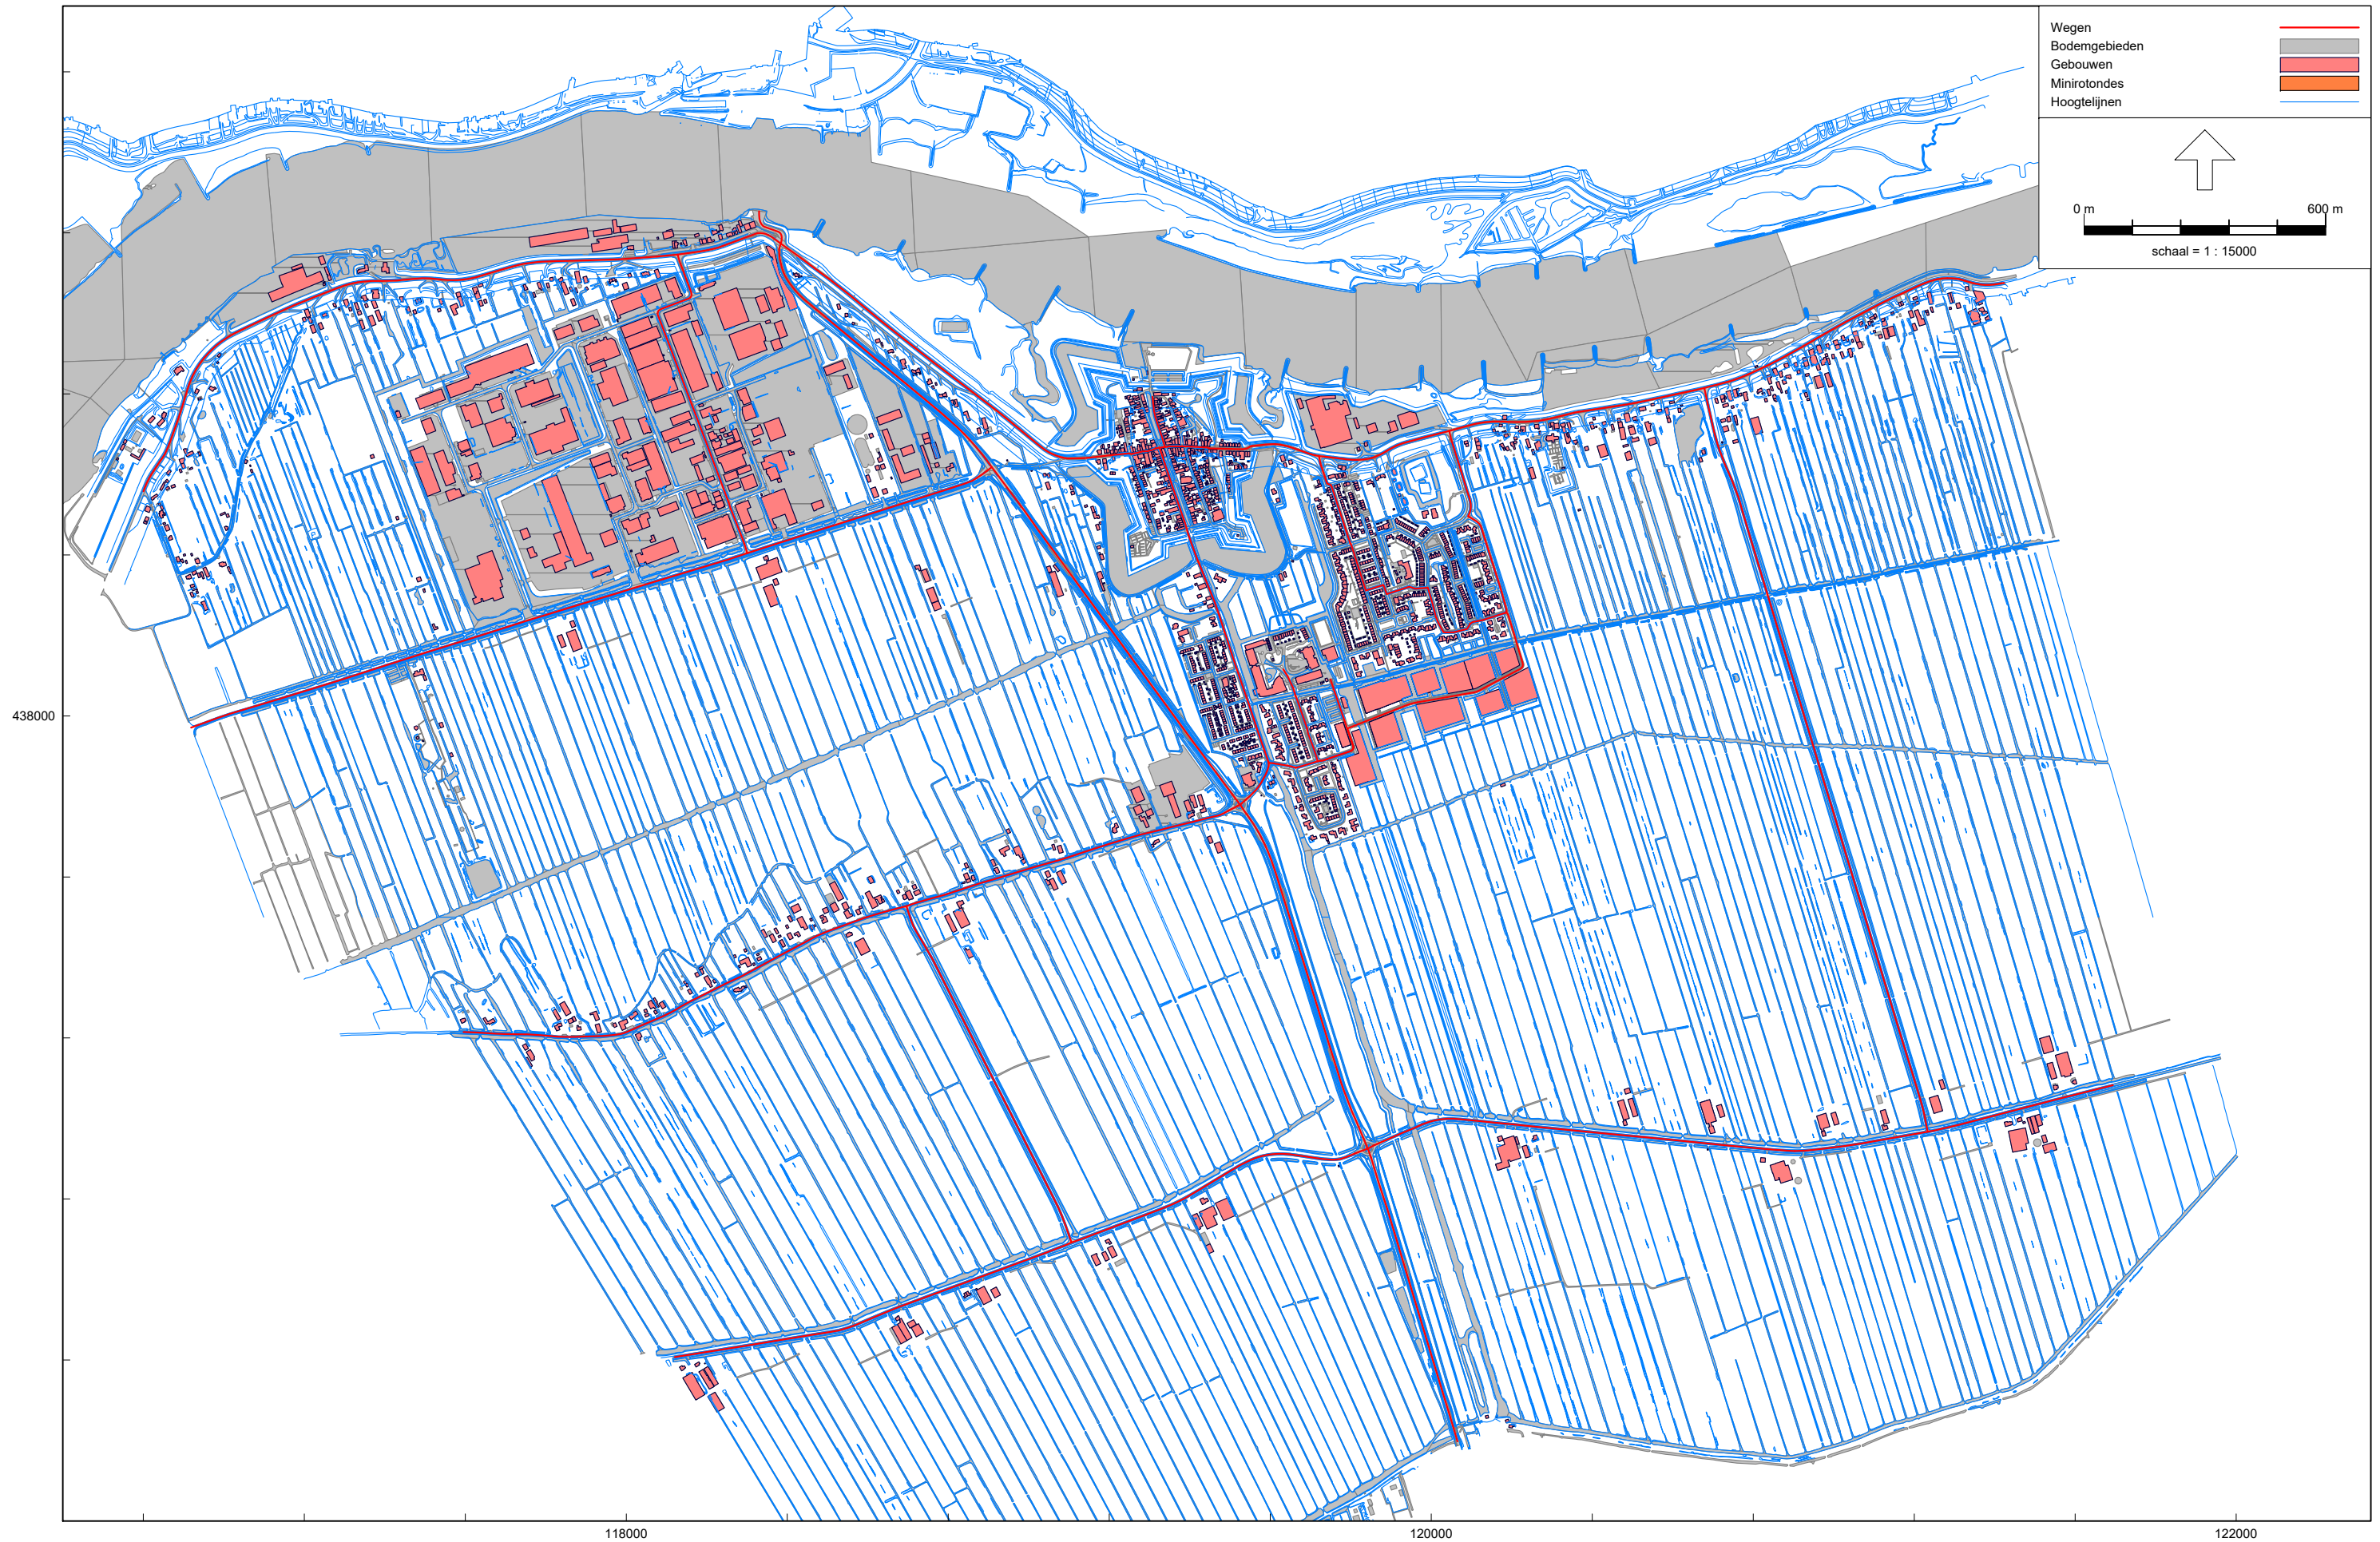 Wegen
Bodemgebieden
Gebouwen
Minirotondes
Hoogtelijnen
0 m 600 m
schaal = 1 : 15000
438000
118000 120000 122000